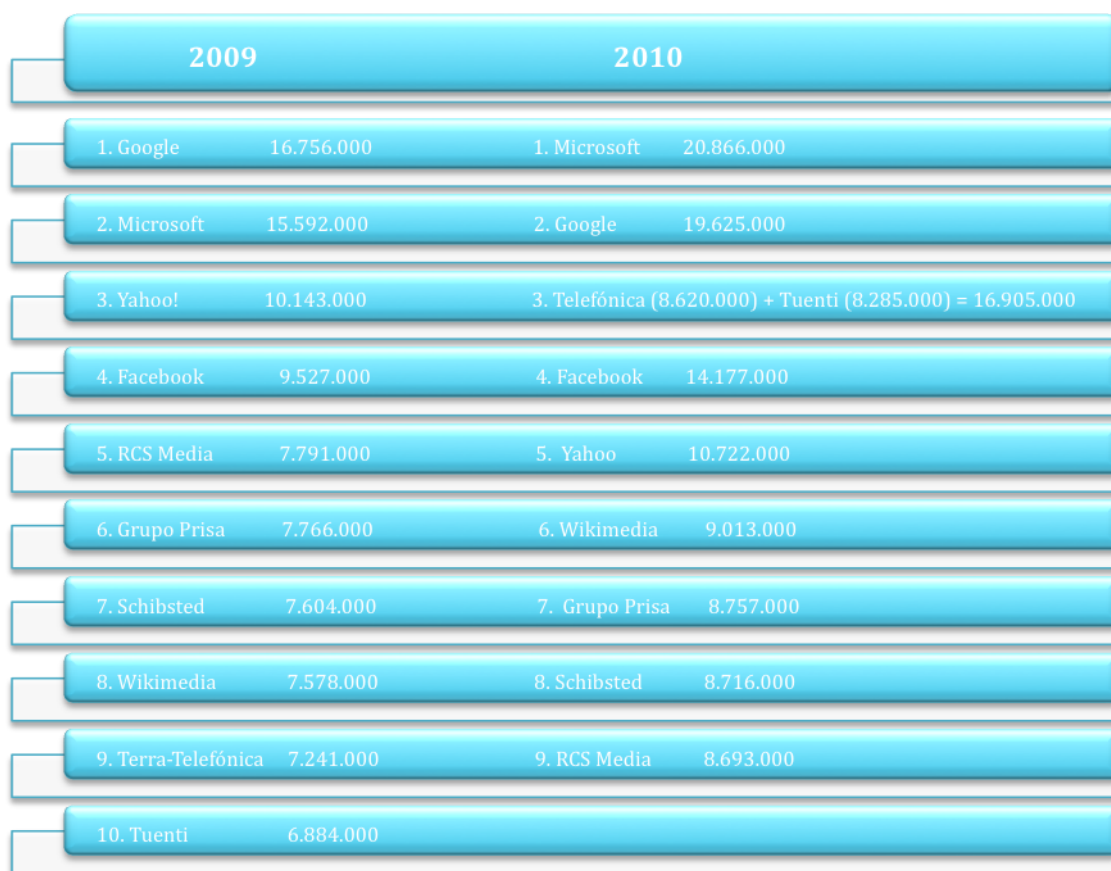 2009 2010
1. Google 16.756.000 1. Microsoft 20.866.000
2. Microsoft 15.592.000 2. Google 19.625.000
3. Yahoo! 10.143.000 3. Telefónica (8.620.000) + Tuenti (8.285.000) = 16.905.000
4. Facebook 9.527.000 4. Facebook 14.177.000
5. RCS Media 7.791.000 5. Yahoo 10.722.000
6. Grupo Prisa 7.766.000 6. Wikimedia 9.013.000
7. Schibsted 7.604.000 7. Grupo Prisa 8.757.000
8. Wikimedia 7.578.000 8. Schibsted 8.716.000
9. Terra-Telefónica 7.241.000 9. RCS Media 8.693.000
10. Tuenti 6.884.000